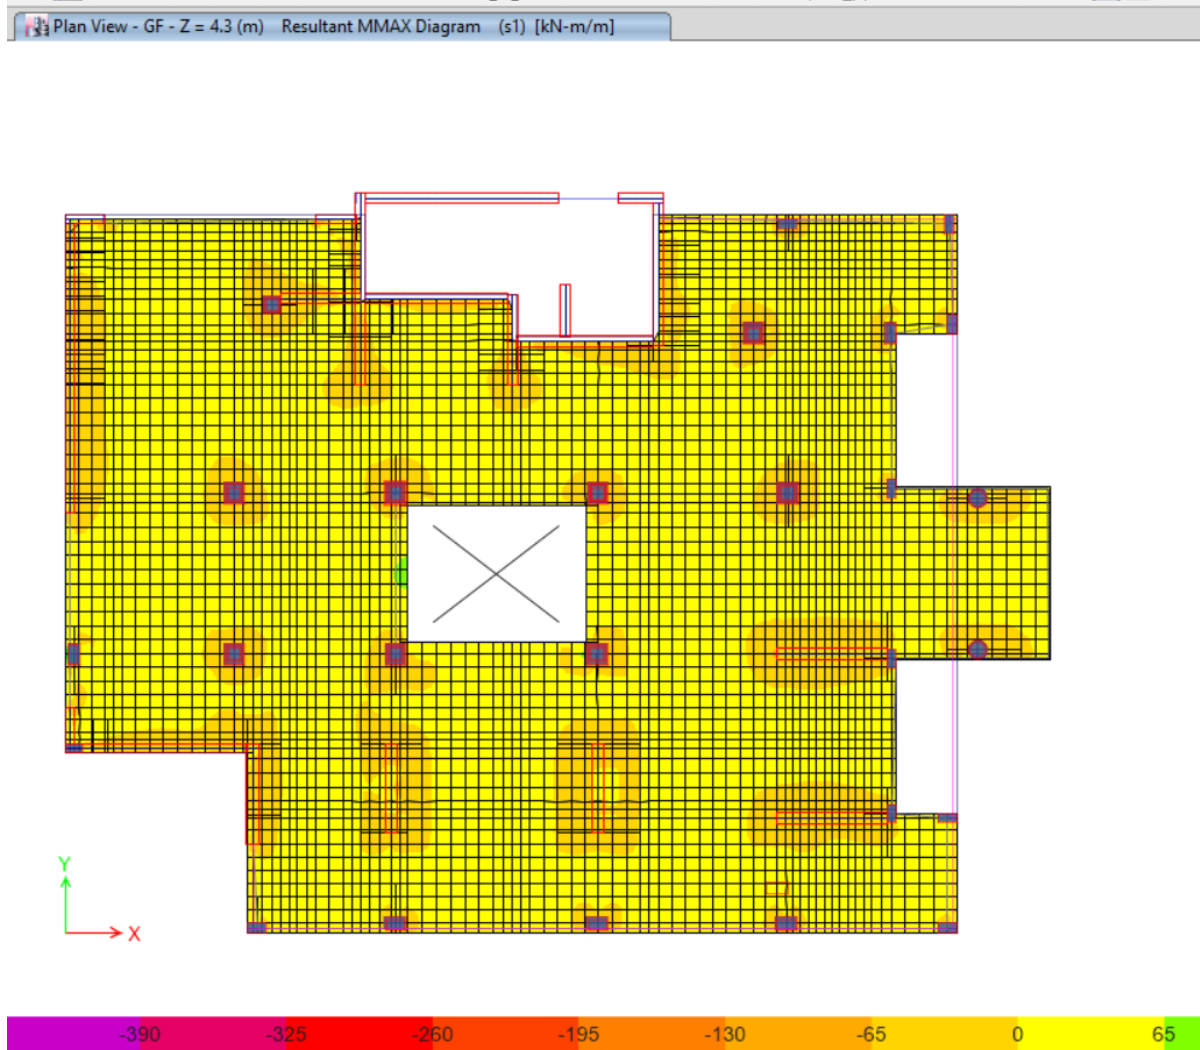 Plan View - GF - Z = 4.3 (m) Resultant MMAX Diagram (s1) [kN-m/m]
Y
X
-390 -325 -260 -195 -130 -65 0 65